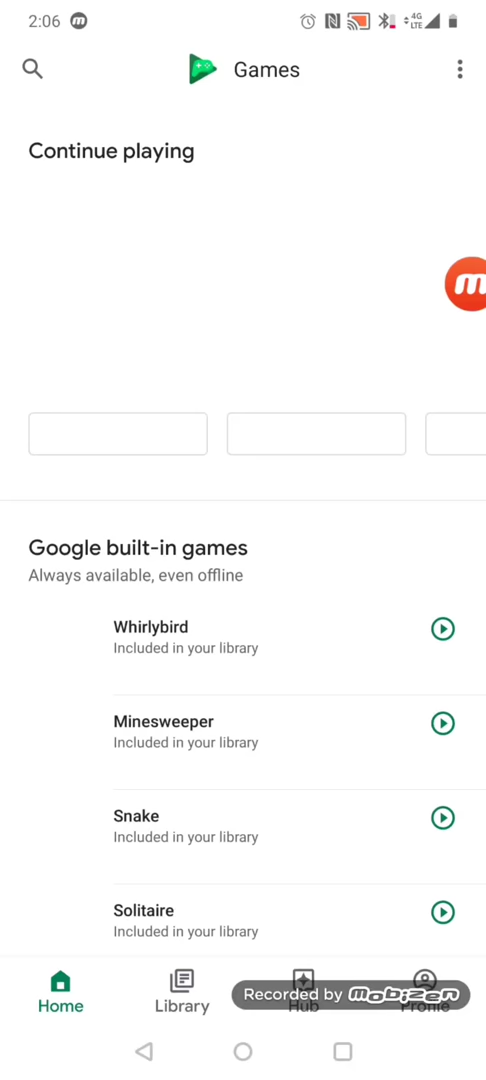 2:06
4G
LTE
Games
Continue playing
Google built-in games
Always available, even offline
Whirlybird
Included in your library
Minesweeper
Included in your library
Snake
Included in your library
Solitaire
Included in your library
Home
Library
Hub
Profile
Recorded by mobizen